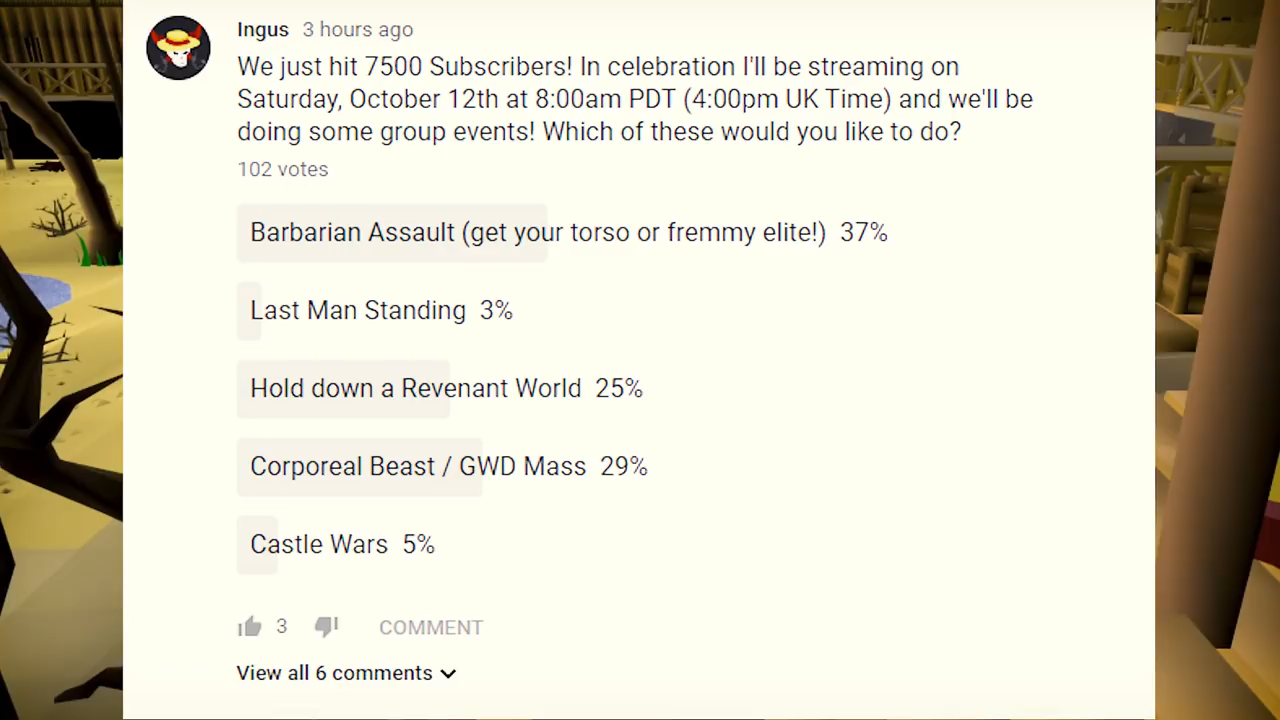 Ingus 3 hours ago
We just hit 7500 Subscribers! In celebration I'll be streaming on
Saturday, October 12th at 8:00am PDT (4:00pm UK Time) and we'll be
doing some group events! Which of these would you like to do?
102 votes
Barbarian Assault (get your torso or fremmy elite!) 37%
Last Man Standing 3%
Hold down a Revenant World 25%
Corporeal Beast / GWD Mass 29%
Castle Wars 5%
3 COMMENT
View all 6 comments